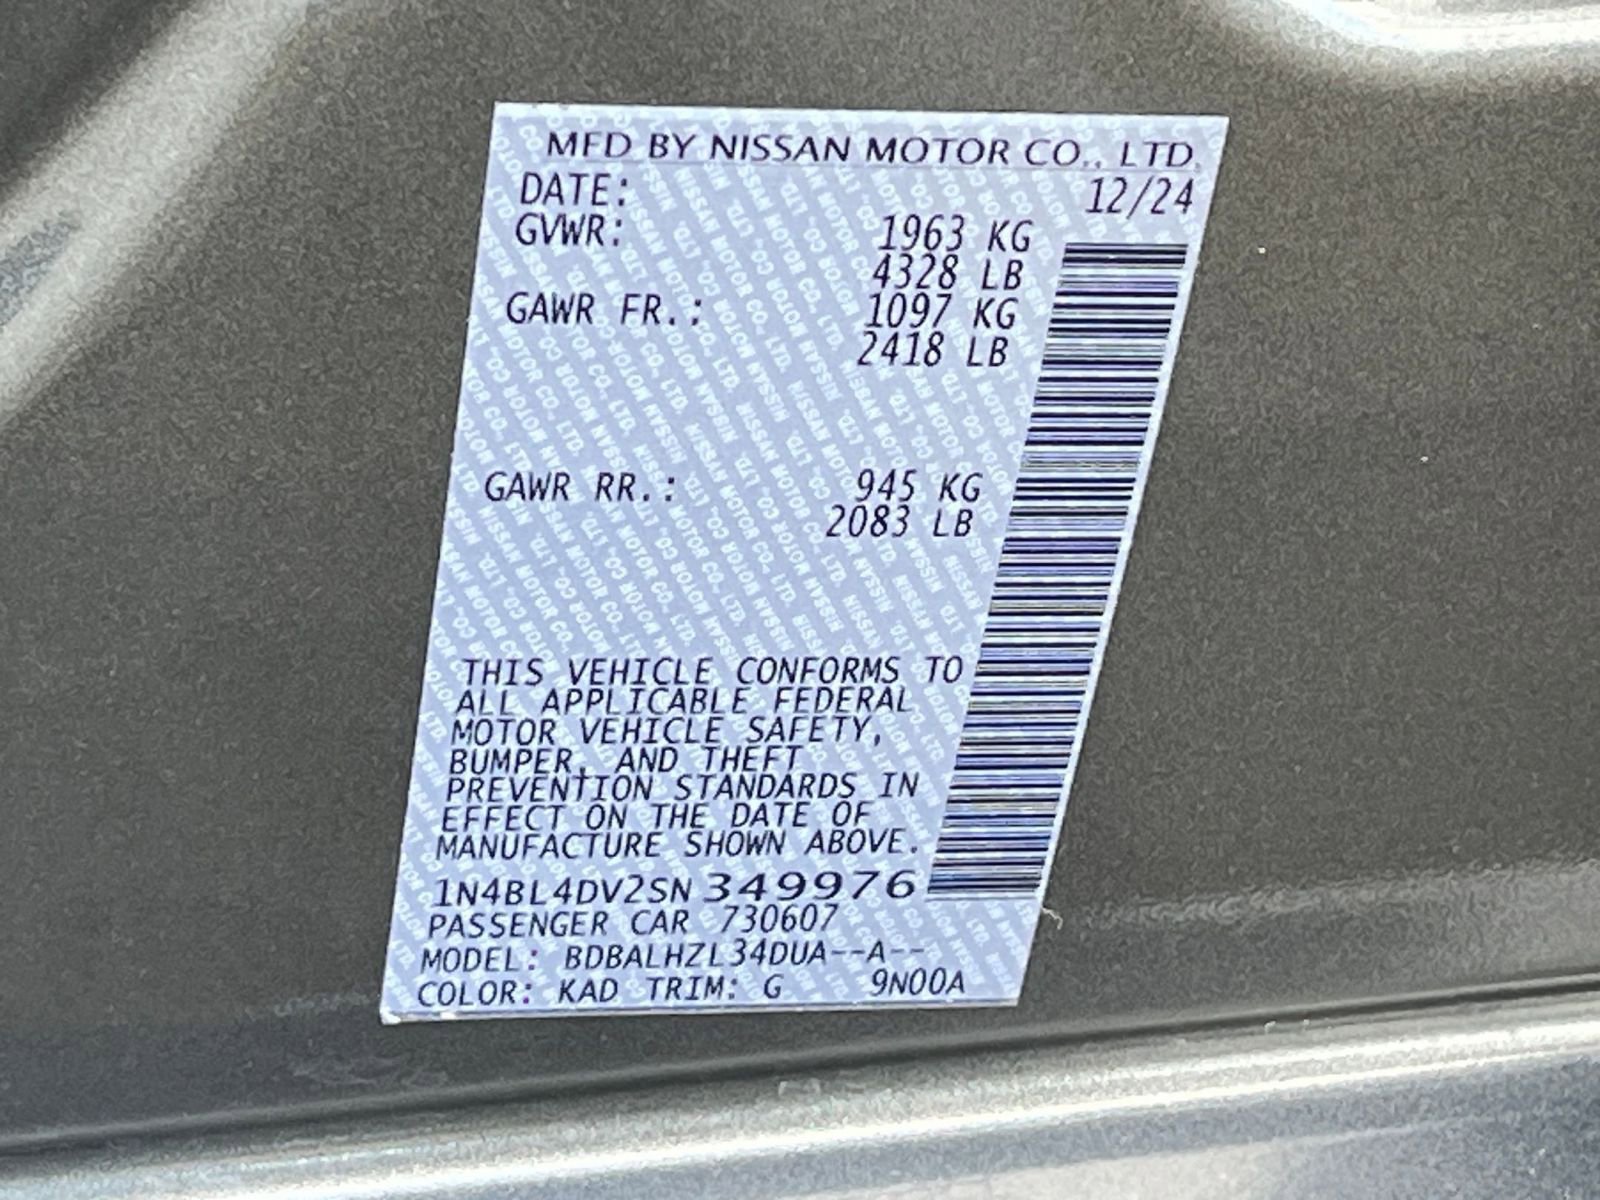 MFD BY NISSAN MOTOR CO., LTD.
DATE: 12/24
GVWR: 1963 KG
4328 LB
GAWR FR.: 1097 KG
2418 LB
GAWR RR.: 945 KG
2083 LB
THIS VEHICLE CONFORMS TO
ALL APPLICABLE FEDERAL
MOTOR VEHICLE SAFETY,
BUMPER, AND THEFT
PREVENTION STANDARDS IN
EFFECT ON THE DATE OF
MANUFACTURE SHOWN ABOVE.
1N4BL4DV2SN349976
PASSENGER CAR 730607
MODEL: BDBALHZL34DUA--A--
COLOR: KAD TRIM: G 9N00A